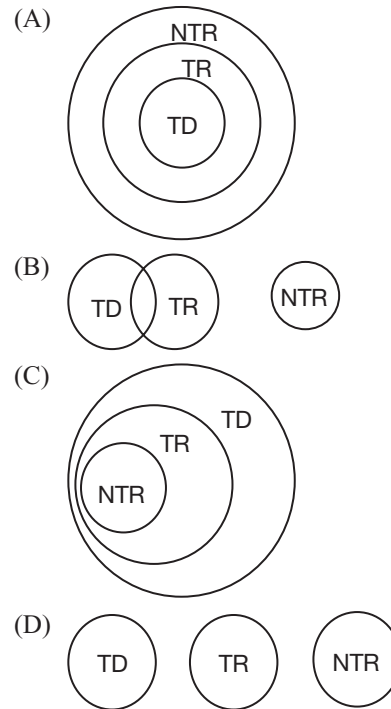 (A)
NTR
TR
TD
(B)
TD TR NTR
(C)
TD
TR
NTR
(D)
TD TR NTR